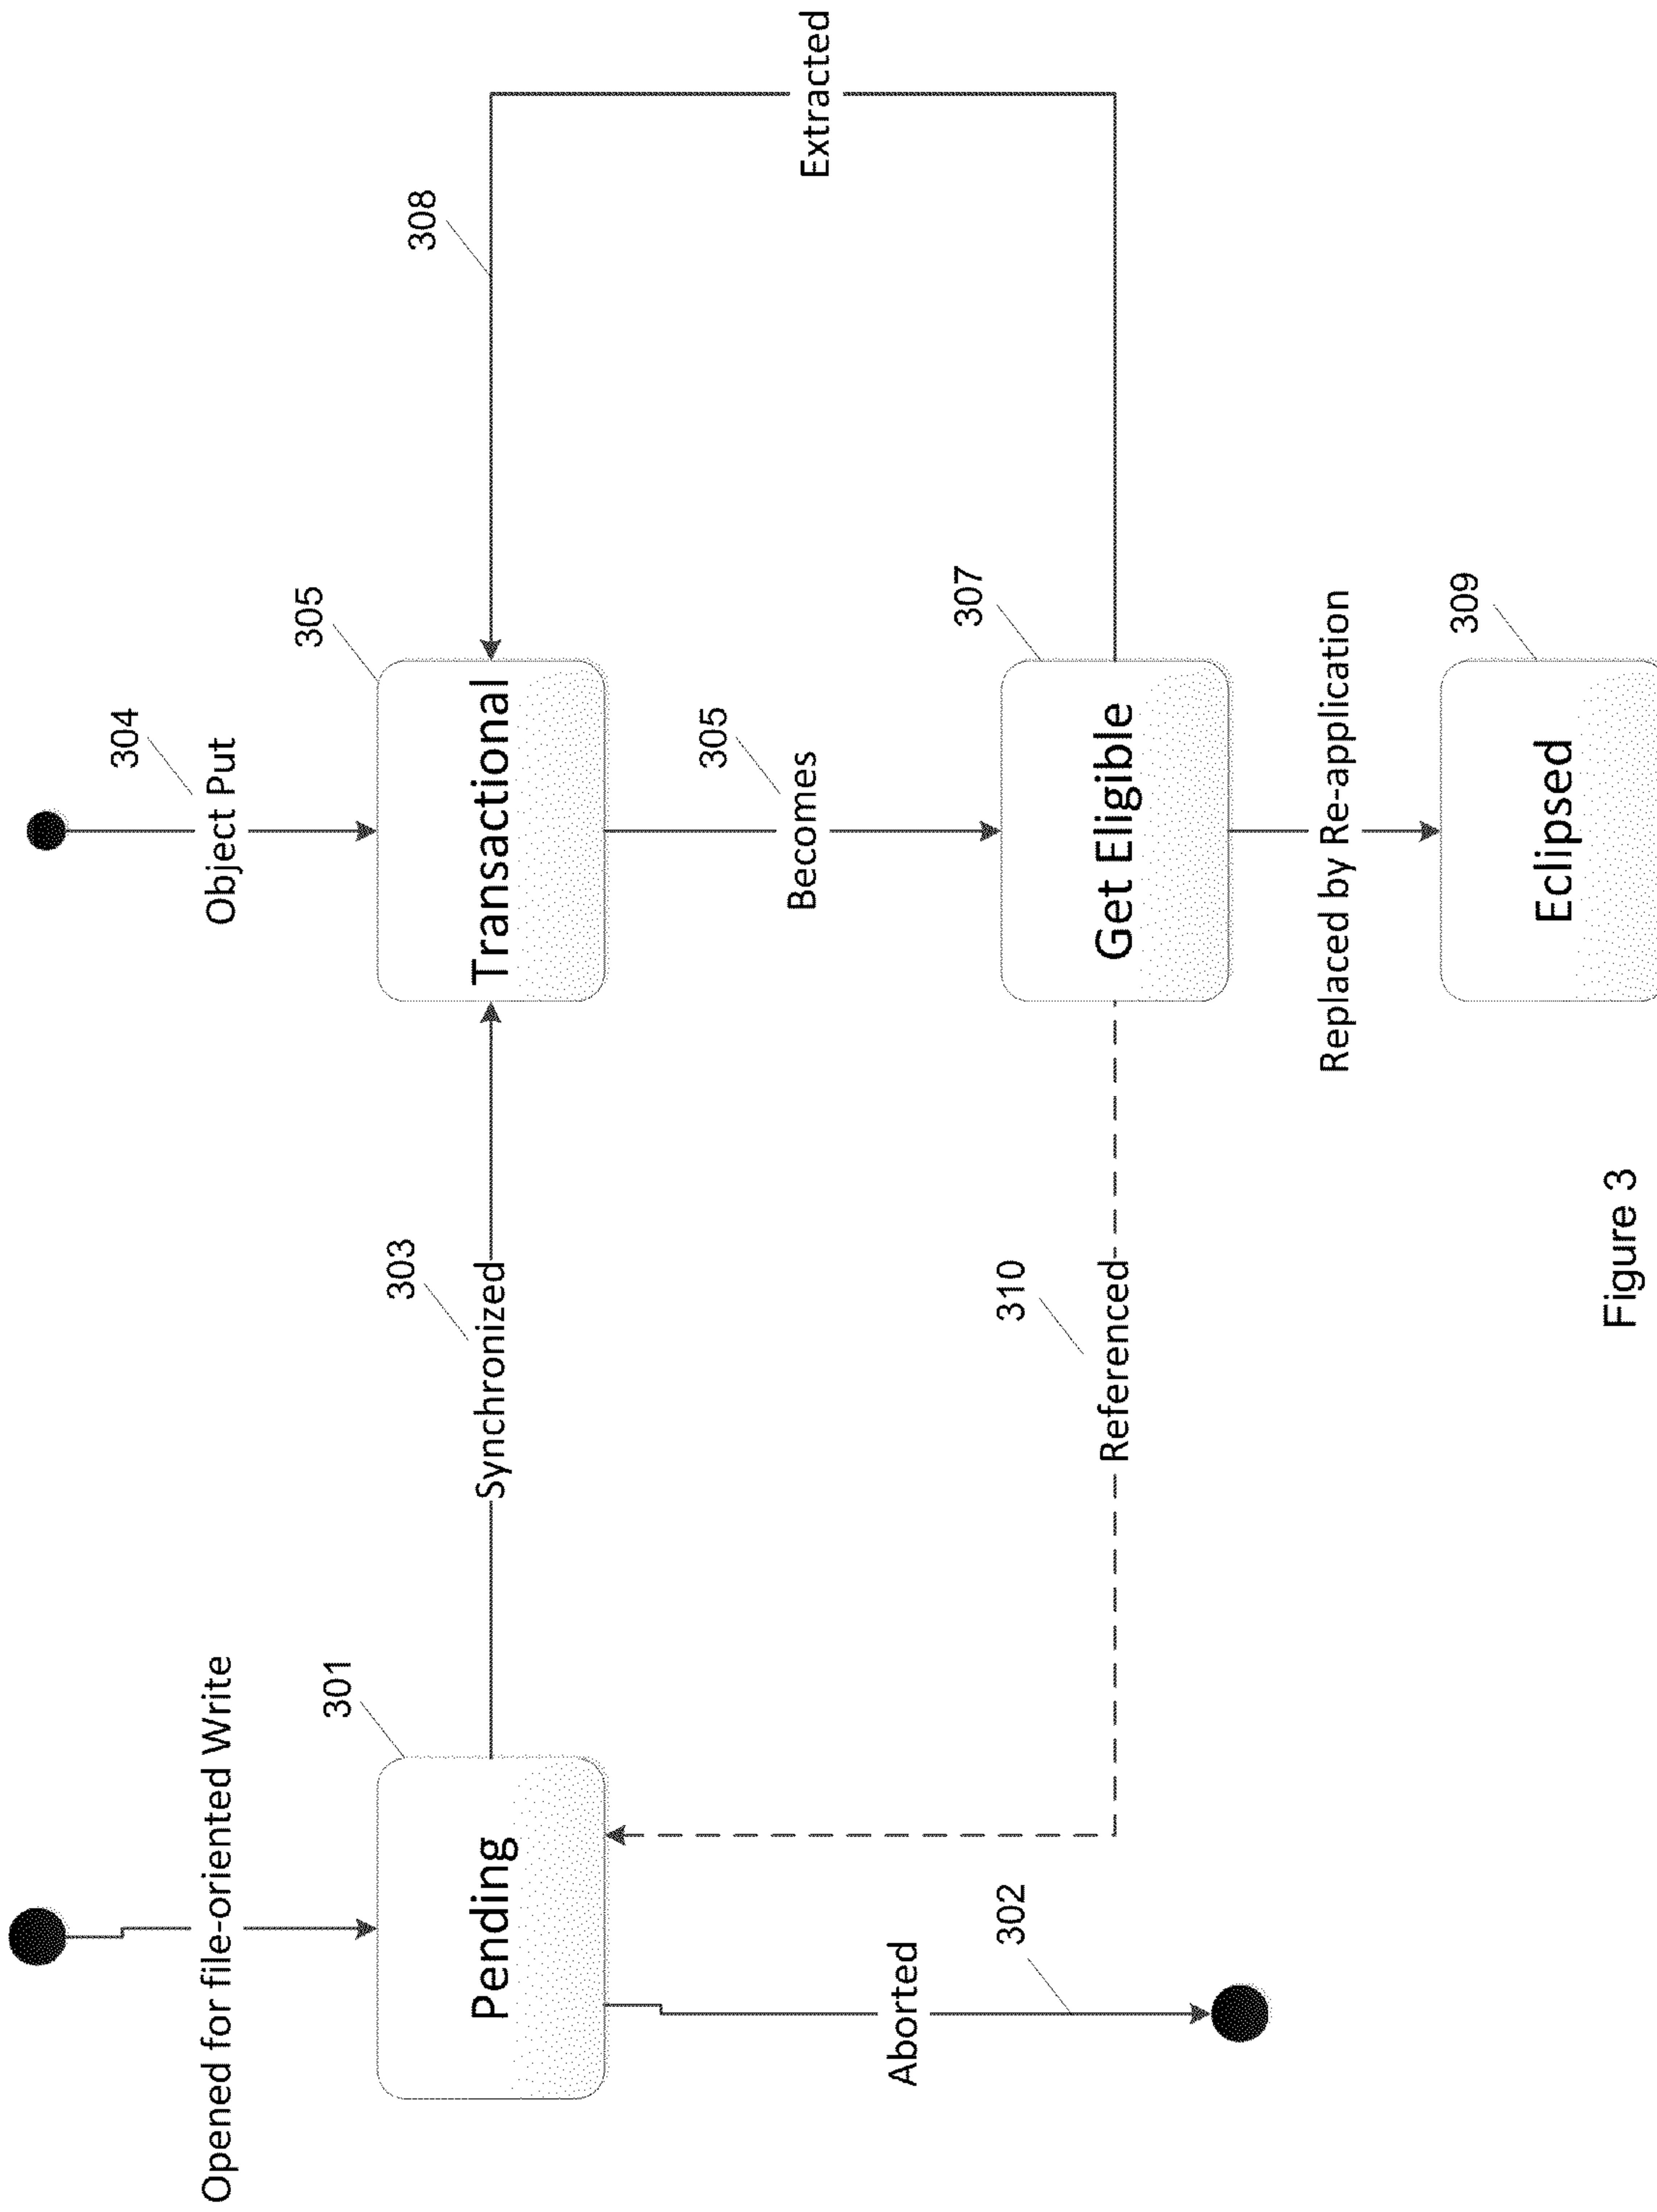 Opened for file-oriented Write
304
Object Put
301
Pending
303
Synchronized
305
Transactional
308
Extracted
305
Becomes
Aborted
302
310
Referenced
307
Get Eligible
Replaced by Re-application
309
Eclipsed
Figure 3